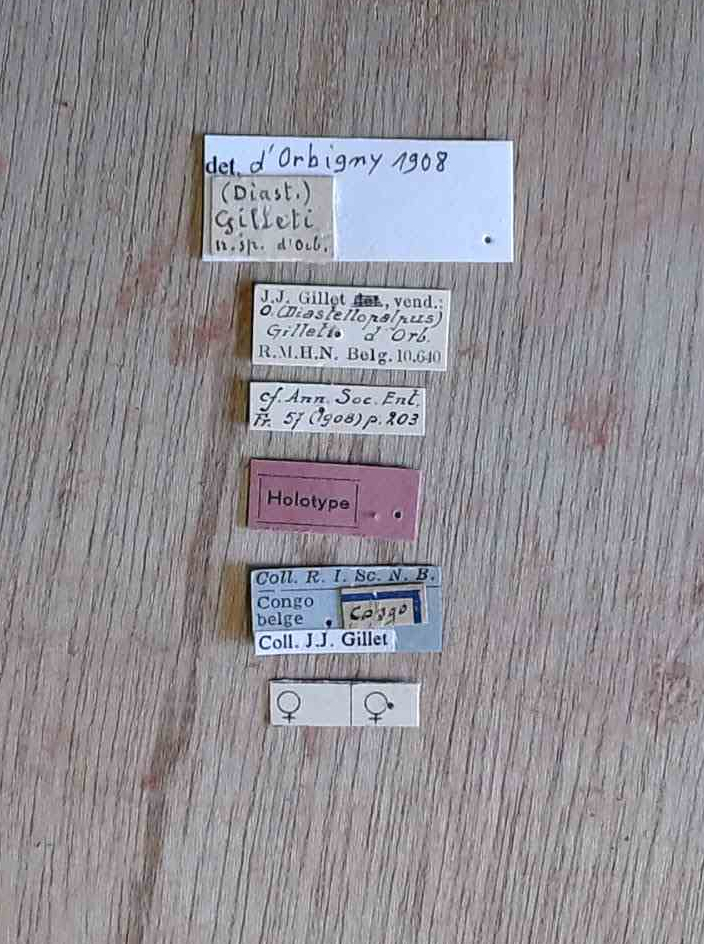 det. d'Orbigny 1908
(Diast.)
Gilleti
n.sp. d'Orb.
J.J. Gillet det., vend.:
O. (Diastellopalpus)
Gilleti d'Orb.
R.M.H.N. Belg. 10.640
cf. Ann. Soc. Ent.
Fr. 57 (1908) p. 203
Holotype
Coll. R. I. Sc. N. B.
Congo
belge
Congo
Coll. J.J. Gillet
♀ ♀